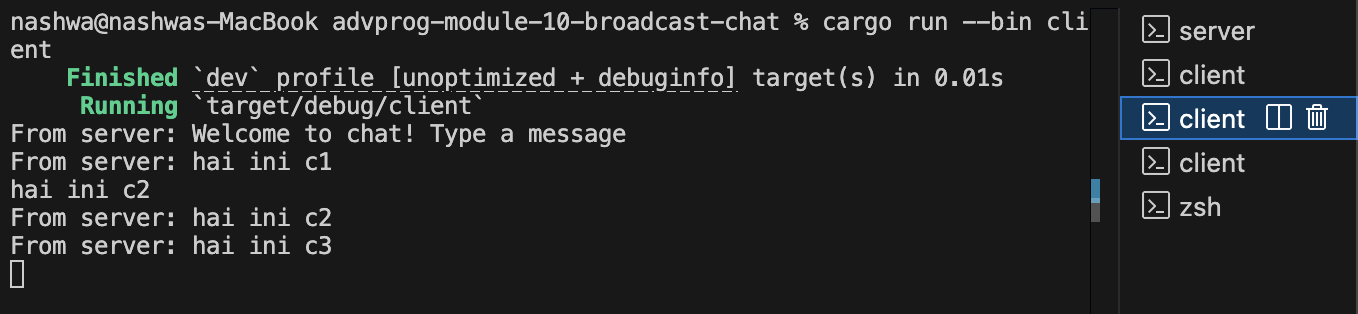 nashwa@nashwas-MacBook advprog-module-10-broadcast-chat % cargo run --bin cli
ent
    Finished `dev` profile [unoptimized + debuginfo] target(s) in 0.01s
     Running `target/debug/client`
From server: Welcome to chat! Type a message
From server: hai ini c1
hai ini c2
From server: hai ini c2
From server: hai ini c3
server
client
client
client
zsh